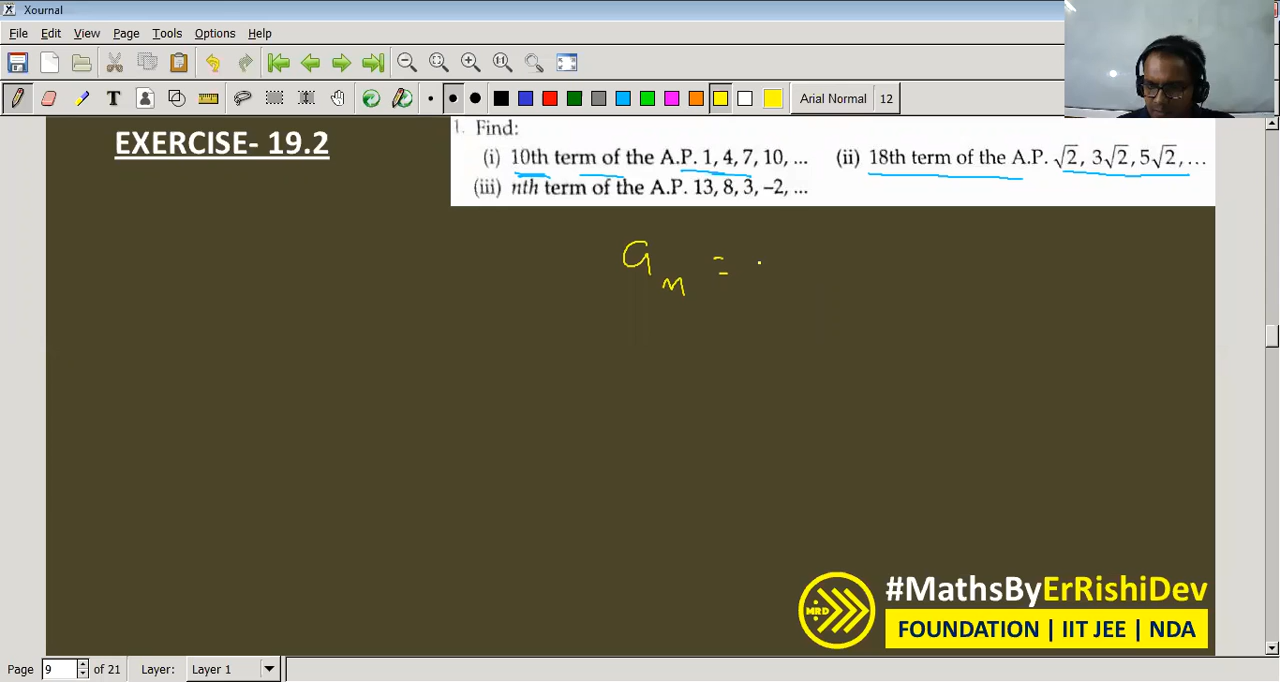 Xournal
File Edit View Page Tools Options Help
Arial Normal 12
EXERCISE- 19.2
1. Find:
(i) 10th term of the A.P. 1, 4, 7, 10, ... (ii) 18th term of the A.P. √2, 3√2, 5√2, ...
(iii) nth term of the A.P. 13, 8, 3, –2, ...
a_n =
#MathsByErRishiDev
MRD
FOUNDATION | IIT JEE | NDA
Page 9 of 21 Layer: Layer 1